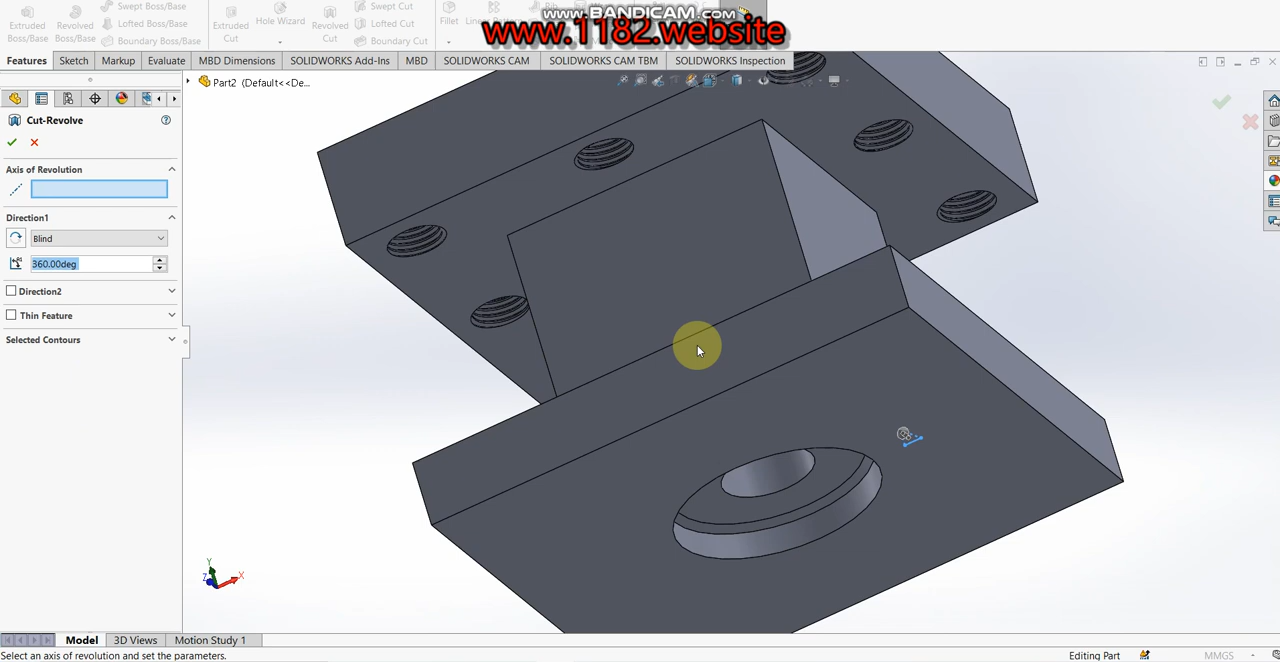 www.BANDICAM.com
www.1182.website
Extruded Boss/Base
Revolved Boss/Base
Swept Boss/Base
Lofted Boss/Base
Boundary Boss/Base
Extruded Cut
Hole Wizard
Revolved Cut
Swept Cut
Lofted Cut
Boundary Cut
Fillet
Features
Sketch
Markup
Evaluate
MBD Dimensions
SOLIDWORKS Add-Ins
MBD
SOLIDWORKS CAM
SOLIDWORKS CAM TBM
SOLIDWORKS Inspection
Part2 (Default<<De...
Cut-Revolve
Axis of Revolution
Direction1
Blind
360.00deg
Direction2
Thin Feature
Selected Contours
Y
Z
X
Model
3D Views
Motion Study 1
Select an axis of revolution and set the parameters.
Editing Part
MMGS